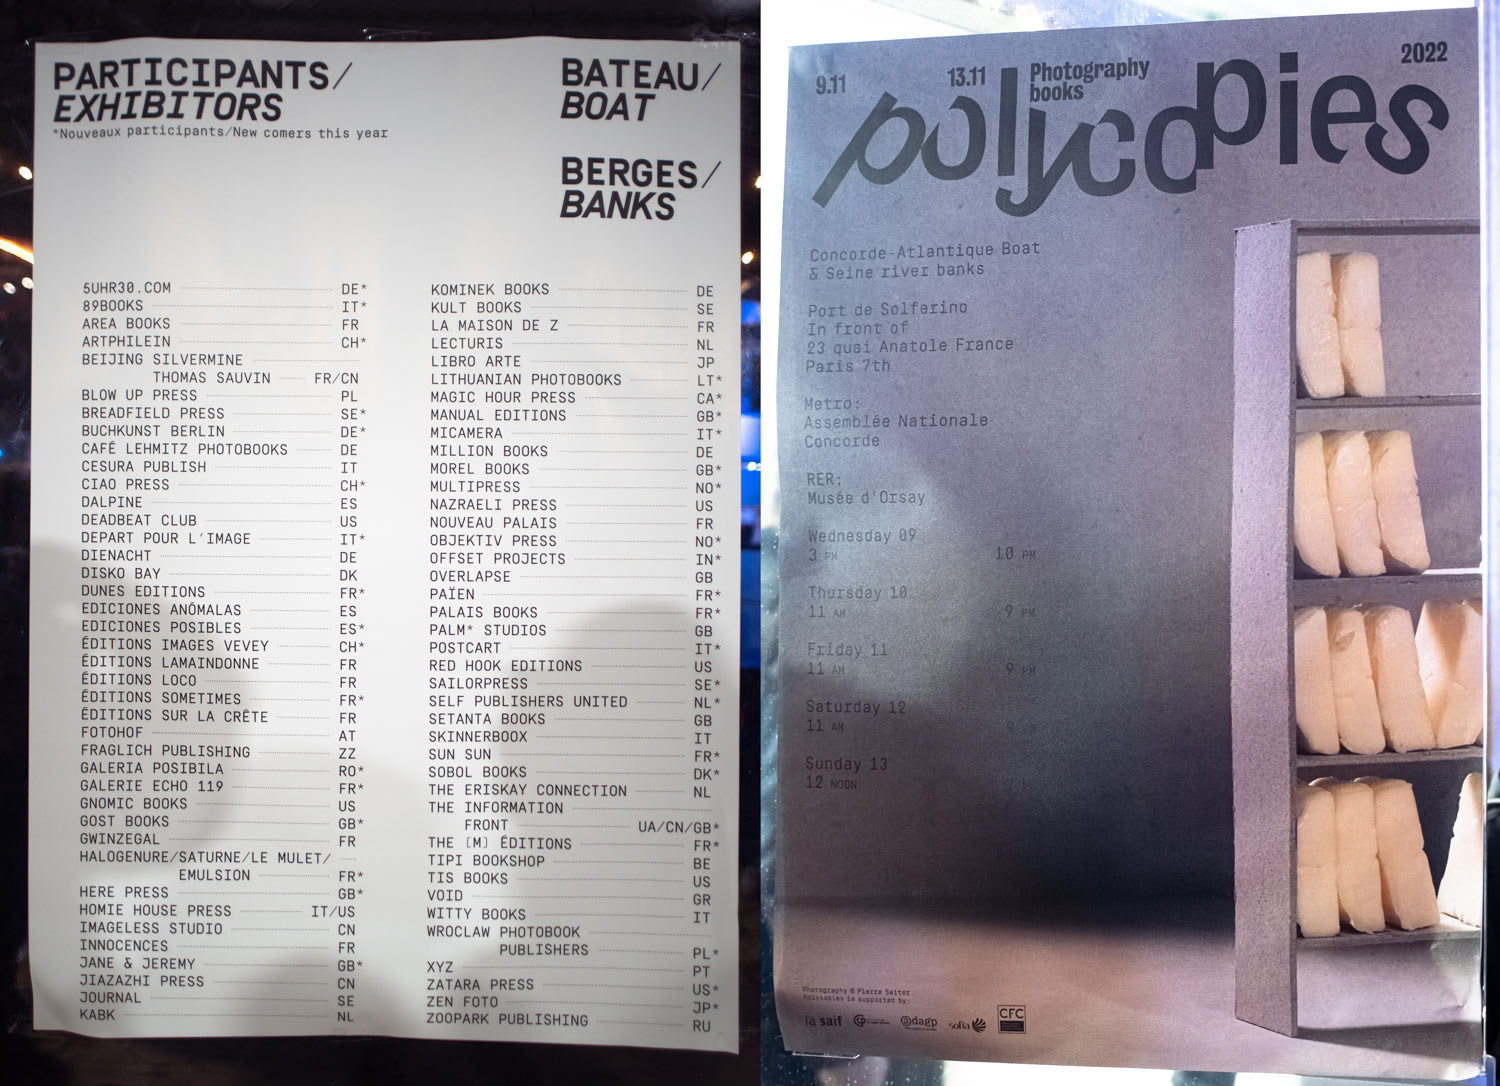 PARTICIPANTS/
EXHIBITORS
*Nouveaux participants/New comers this year
BATEAU/
BOAT
BERGES/
BANKS
5UHR30.COM DE*
89BOOKS IT*
AREA BOOKS FR
ARTPHILEIN CH*
BEIJING SILVERMINE
THOMAS SAUVIN FR/CN
BLOW UP PRESS PL
BREADFIELD PRESS SE*
BUCHKUNST BERLIN DE*
CAFÉ LEHMITZ PHOTOBOOKS DE
CESURA PUBLISH IT
CIAO PRESS CH*
DALPINE ES
DEADBEAT CLUB US
DEPART POUR L'IMAGE IT*
DIENACHT DE
DISKO BAY DK
DUNES EDITIONS FR*
EDICIONES ANÓMALAS ES
EDICIONES POSIBLES ES*
ÉDITIONS IMAGES VEVEY CH*
ÉDITIONS LAMAINDONNE FR
ÉDITIONS LOCO FR
ÉDITIONS SOMETIMES FR*
ÉDITIONS SUR LA CRÊTE FR
FOTOHOF AT
FRAGLICH PUBLISHING ZZ
GALERIA POSIBILA RO*
GALERIE ECHO 119 FR*
GNOMIC BOOKS US
GOST BOOKS GB*
GWINZEGAL FR
HALOGENURE/SATURNE/LE MULET/
EMULSION FR*
HERE PRESS GB*
HOMIE HOUSE PRESS IT/US
IMAGELESS STUDIO CN
INNOCENCES FR
JANE & JEREMY GB*
JIAZAZHI PRESS CN
JOURNAL SE
KABK NL
KOMINEK BOOKS DE
KULT BOOKS SE
LA MAISON DE Z FR
LECTURIS NL
LIBRO ARTE JP
LITHUANIAN PHOTOBOOKS LT*
MAGIC HOUR PRESS CA*
MANUAL EDITIONS GB*
MICAMERA IT*
MILLION BOOKS DE
MOREL BOOKS GB*
MULTIPRESS NO*
NAZRAELI PRESS US
NOUVEAU PALAIS FR
OBJEKTIV PRESS NO*
OFFSET PROJECTS IN*
OVERLAPSE GB
PAÏEN FR*
PALAIS BOOKS FR*
PALM* STUDIOS GB
POSTCART IT*
RED HOOK EDITIONS US
SAILORPRESS SE*
SELF PUBLISHERS UNITED NL*
SETANTA BOOKS GB
SKINNERBOOX IT
SUN SUN FR*
SOBOL BOOKS DK*
THE ERISKAY CONNECTION NL
THE INFORMATION
FRONT UA/CN/GB*
THE [M] ÉDITIONS FR*
TIPI BOOKSHOP BE
TIS BOOKS US
VOID GR
WITTY BOOKS IT
WROCLAW PHOTOBOOK
PUBLISHERS PL*
XYZ PT
ZATARA PRESS US*
ZEN FOTO JP*
ZOOPARK PUBLISHING RU
9.11 13.11 Photography
books
2022
polycopies
Concorde-Atlantique Boat
& Seine river banks
Port de Solferino
In front of
23 quai Anatole France
Paris 7th
Metro:
Assemblée Nationale
Concorde
RER:
Musée d'Orsay
Wednesday 09
3 PM 10 PM
Thursday 10
11 AM 9 PM
Friday 11
11 AM 9 PM
Saturday 12
11 AM 9 PM
Sunday 13
12 NOON
Photography © Pierre Seiter.
Polycopies is supported by:
la saif
@dagp
sofia
CFC